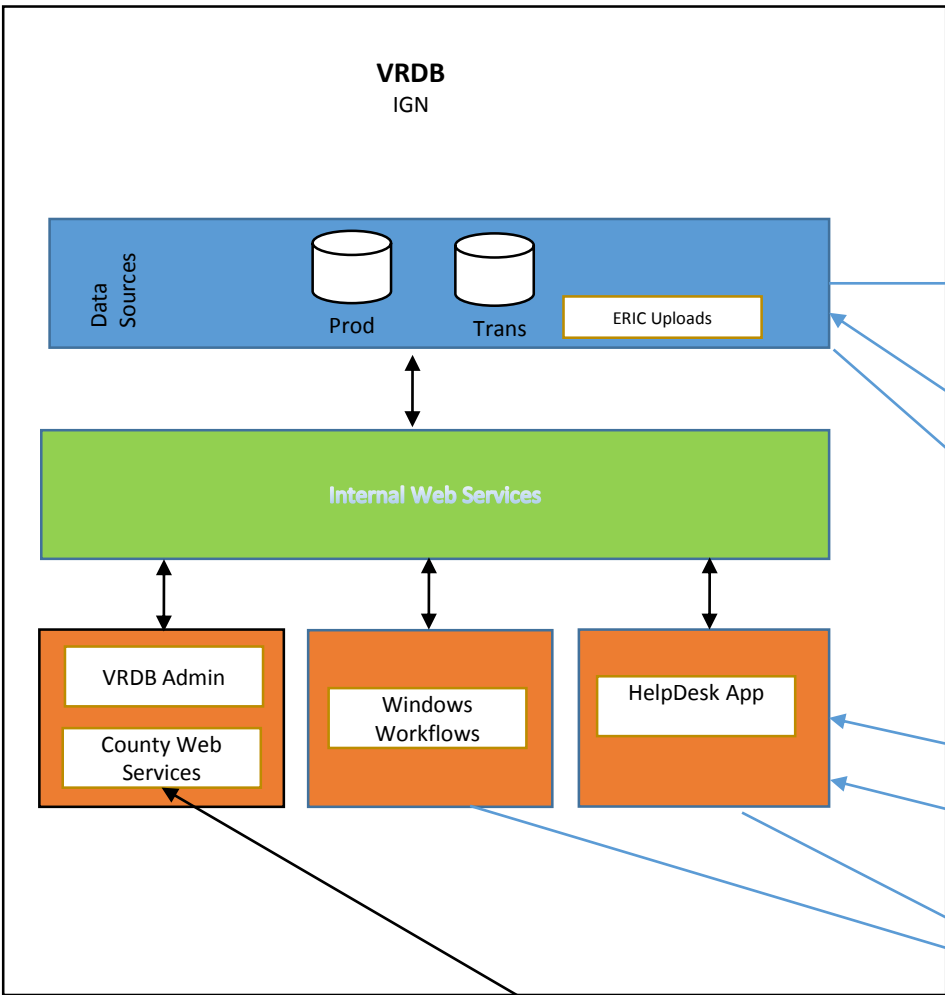 VRDB
IGN
Data
Sources
Prod
Trans
ERIC Uploads
Internal Web Services
VRDB Admin
County Web
Services
Windows
Workflows
HelpDesk App